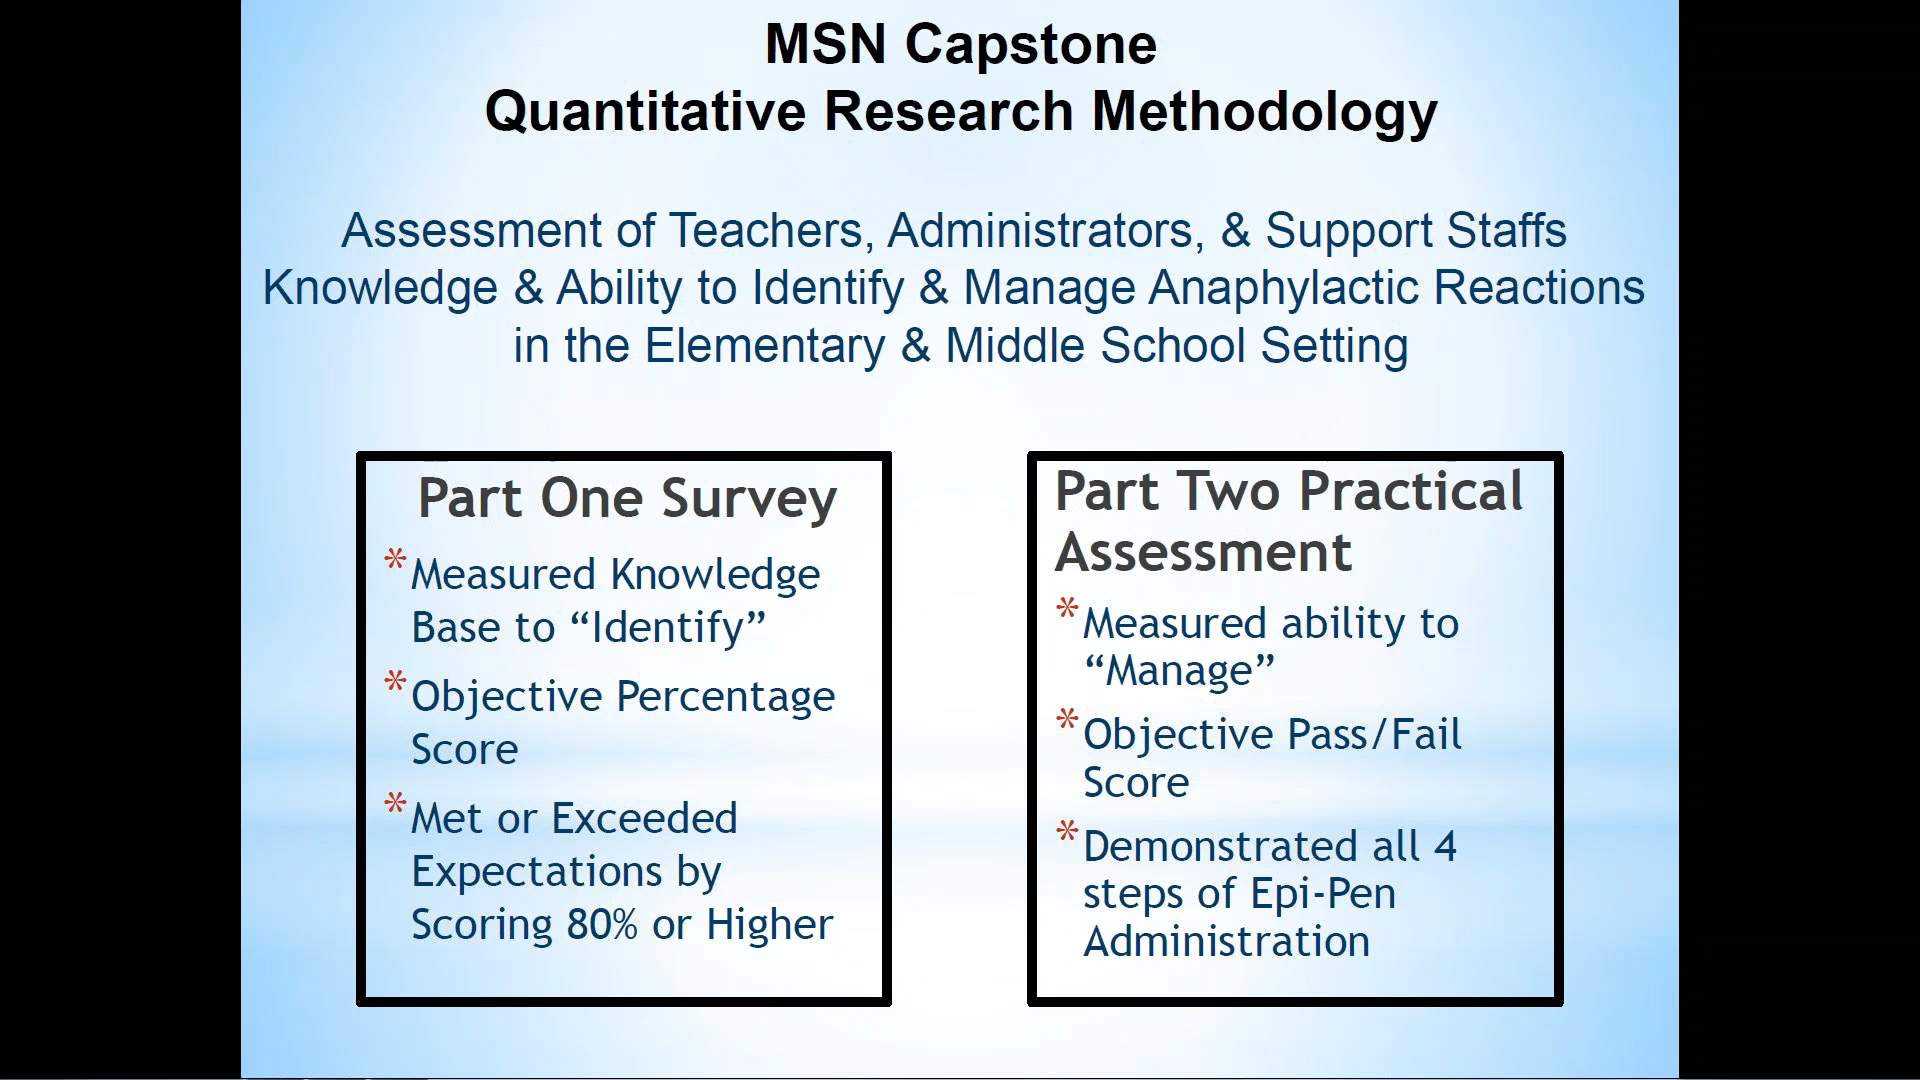 MSN Capstone
Quantitative Research Methodology
Assessment of Teachers, Administrators, & Support Staffs
Knowledge & Ability to Identify & Manage Anaphylactic Reactions
in the Elementary & Middle School Setting
Part One Survey
*Measured Knowledge
Base to “Identify”
*Objective Percentage
Score
*Met or Exceeded
Expectations by
Scoring 80% or Higher
Part Two Practical
Assessment
*Measured ability to
“Manage”
*Objective Pass/Fail
Score
*Demonstrated all 4
steps of Epi-Pen
Administration